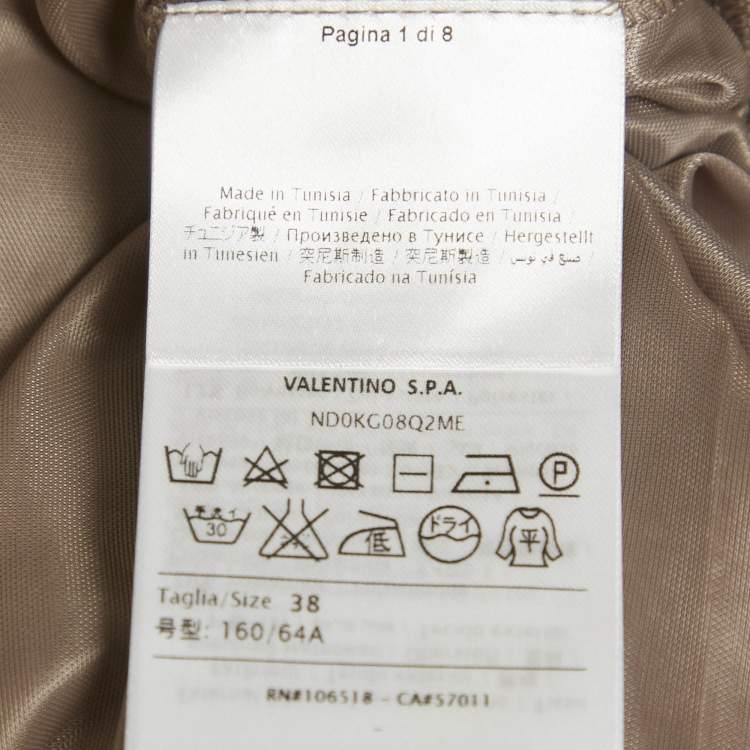 Pagina 1 di 8
Made in Tunisia / Fabbricato in Tunisia /
Fabriqué en Tunisie / Fabricado en Tunisia /
チュニジア製 / Произведено в Тунисе / Hergestellt
in Tunesien / 突尼斯制造 / 突尼斯製造 / صنع في تونس /
Fabricado na Tunísia
VALENTINO S.P.A.
ND0KG08Q2ME
P
手洗イ 30 低 ドライ 平
Taglia/Size 38
号型: 160/64A
RN#106518 - CA#57011